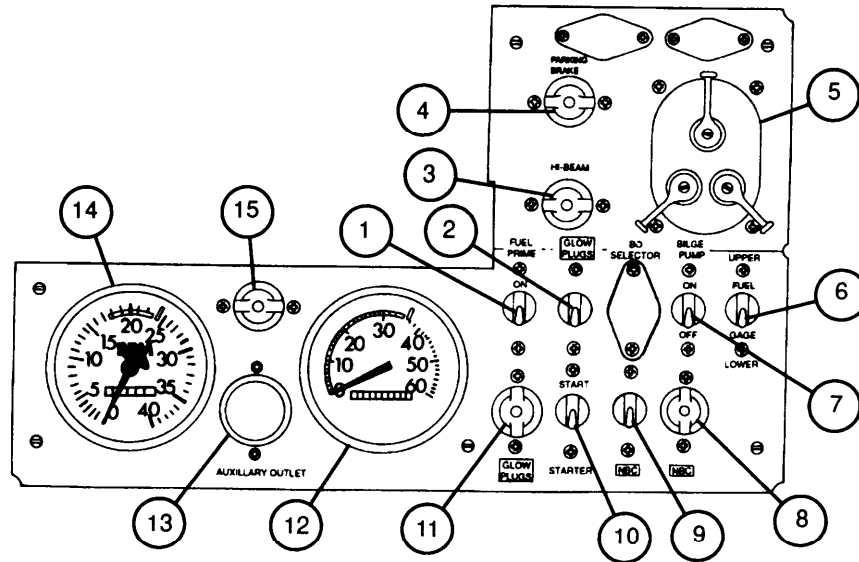 PARKING
BRAKE
4
5
HI-BEAM
3
14
15
1
2
FUEL
PRIME
GLOW
PLUGS
BO
SELECTOR
BILGE
PUMP
UPPER
ON
ON
FUEL
6
OFF
GAGE
LOWER
7
0 5 10 15 20 25 30 35 40
0 10 20 30 40 50 60
START
AUXILLARY OUTLET
GLOW
PLUGS
STARTER
NBC
NBC
13
12
11
10
9
8